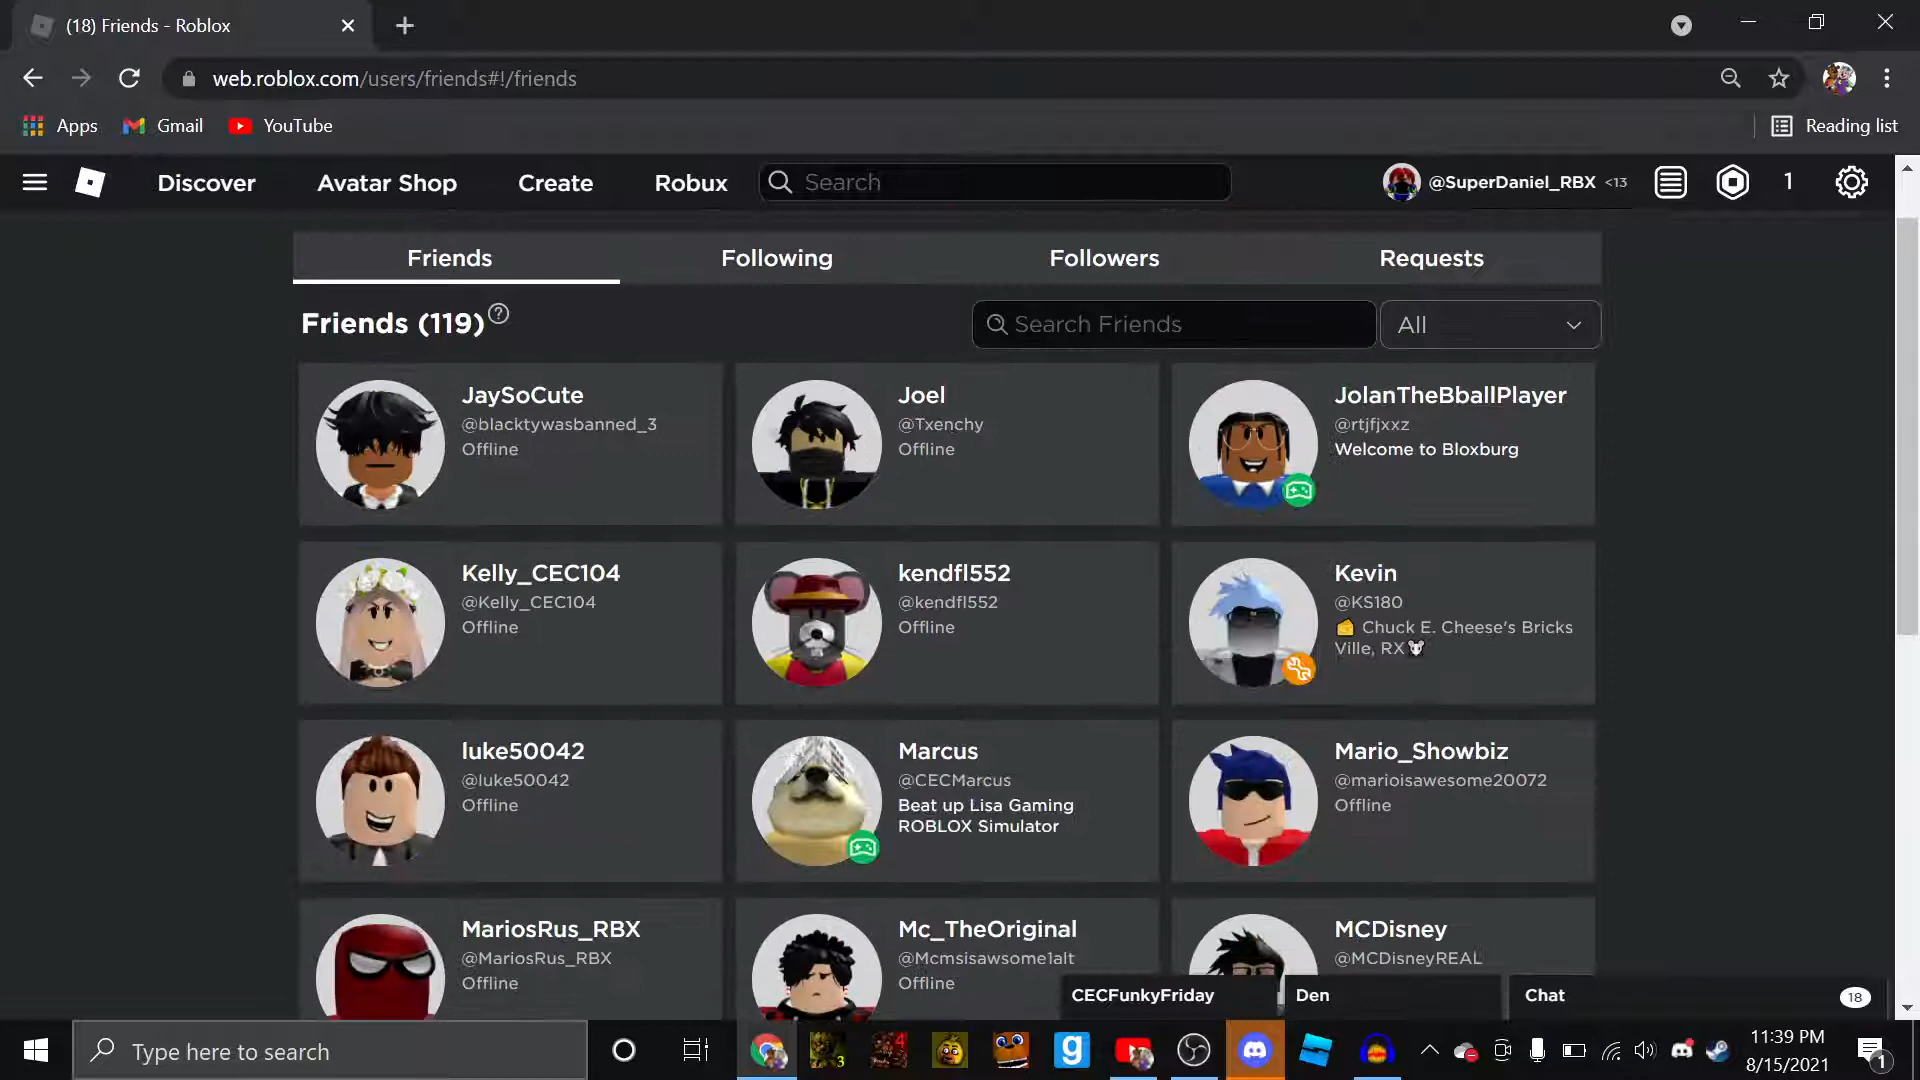 (18) Friends - Roblox
web.roblox.com/users/friends#!/friends
Apps Gmail YouTube Reading list
Discover Avatar Shop Create Robux Search @SuperDaniel_RBX <13 1
Friends Following Followers Requests
Friends (119) ? Search Friends All
JaySoCute
@blacktywasbanned_3
Offline
Joel
@Txenchy
Offline
JolanTheBballPlayer
@rtjfjxxz
Welcome to Bloxburg
Kelly_CEC104
@Kelly_CEC104
Offline
kendfl552
@kendfl552
Offline
Kevin
@KS180
🧀 Chuck E. Cheese's Bricks
Ville, RX🐭
luke50042
@luke50042
Offline
Marcus
@CECMarcus
Beat up Lisa Gaming
ROBLOX Simulator
Mario_Showbiz
@marioisawesome20072
Offline
MariosRus_RBX
@MariosRus_RBX
Offline
Mc_TheOriginal
@Mcmsisawsome1alt
Offline
MCDisney
@MCDisneyREAL
CECFunkyFriday Den Chat 18
Type here to search
3
4
g
11:39 PM
8/15/2021
1